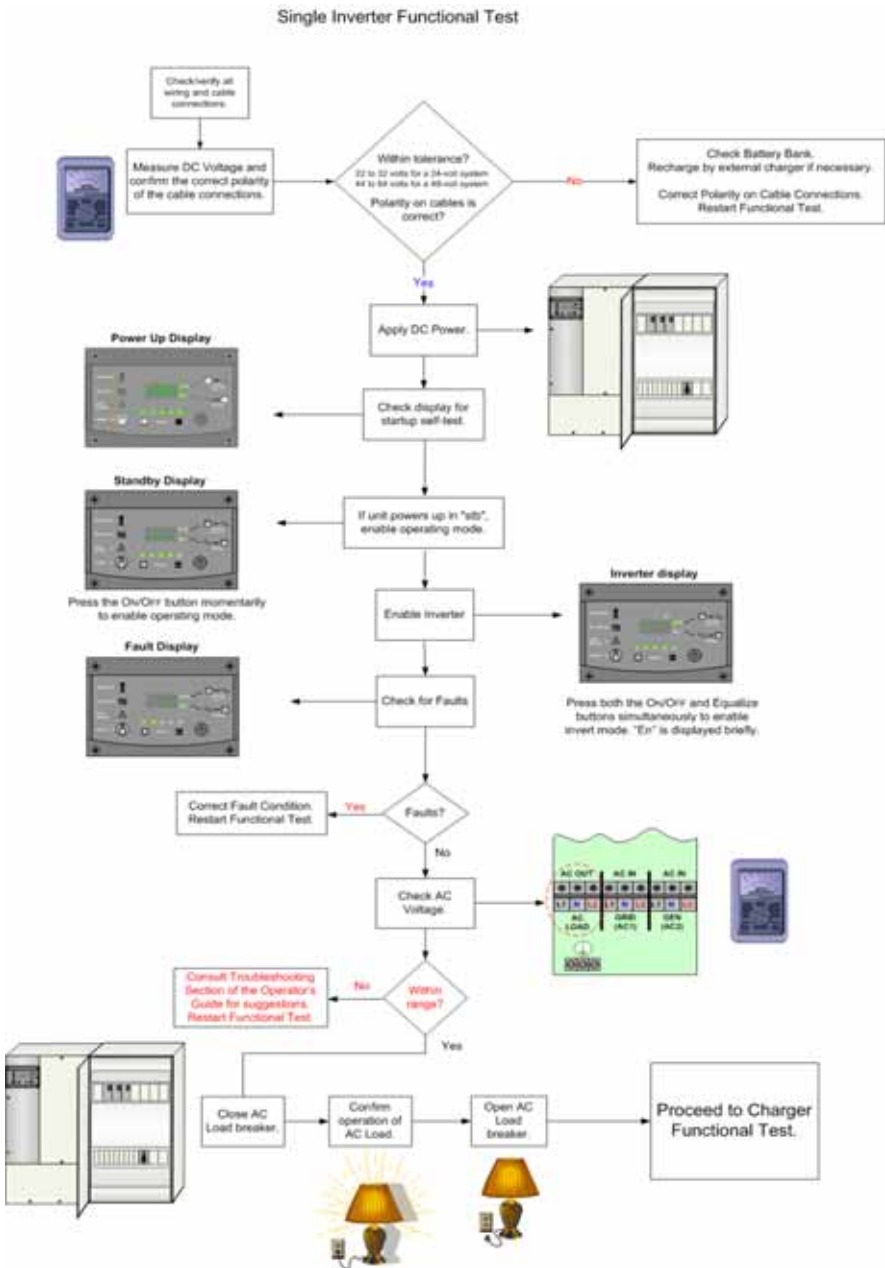 Single Inverter Functional Test
Check/verify all
wiring and cable
connections.
Measure DC Voltage and
confirm the correct polarity
of the cable connections.
Within tolerance?
22 to 32 volts for a 24-volt system
44 to 64 volts for a 48-volt system
Polarity on cables is
correct?
No
Check Battery Bank.
Recharge by external charger if necessary.
Correct Polarity on Cable Connections.
Restart Functional Test.
Yes
Apply DC Power.
Power Up Display
Check display for
startup self-test.
Standby Display
If unit powers up in "stb",
enable operating mode.
Press the ON/OFF button momentarily
to enable operating mode.
Enable Inverter
Inverter display
Press both the ON/OFF and Equalize
buttons simultaneously to enable
invert mode. "En" is displayed briefly.
Fault Display
Check for Faults
Faults?
Yes
Correct Fault Condition.
Restart Functional Test.
No
Check AC
Voltage.
AC OUT AC IN AC IN
L1 N L2 L1 N L2 L1 N L2
AC
LOAD
GRID
(AC1)
GEN
(AC2)
Within
range?
No
Consult Troubleshooting
Section of the Operator's
Guide for suggestions.
Restart Functional Test.
Yes
Close AC
Load breaker.
Confirm
operation of
AC Load.
Open AC
Load
breaker.
Proceed to Charger
Functional Test.